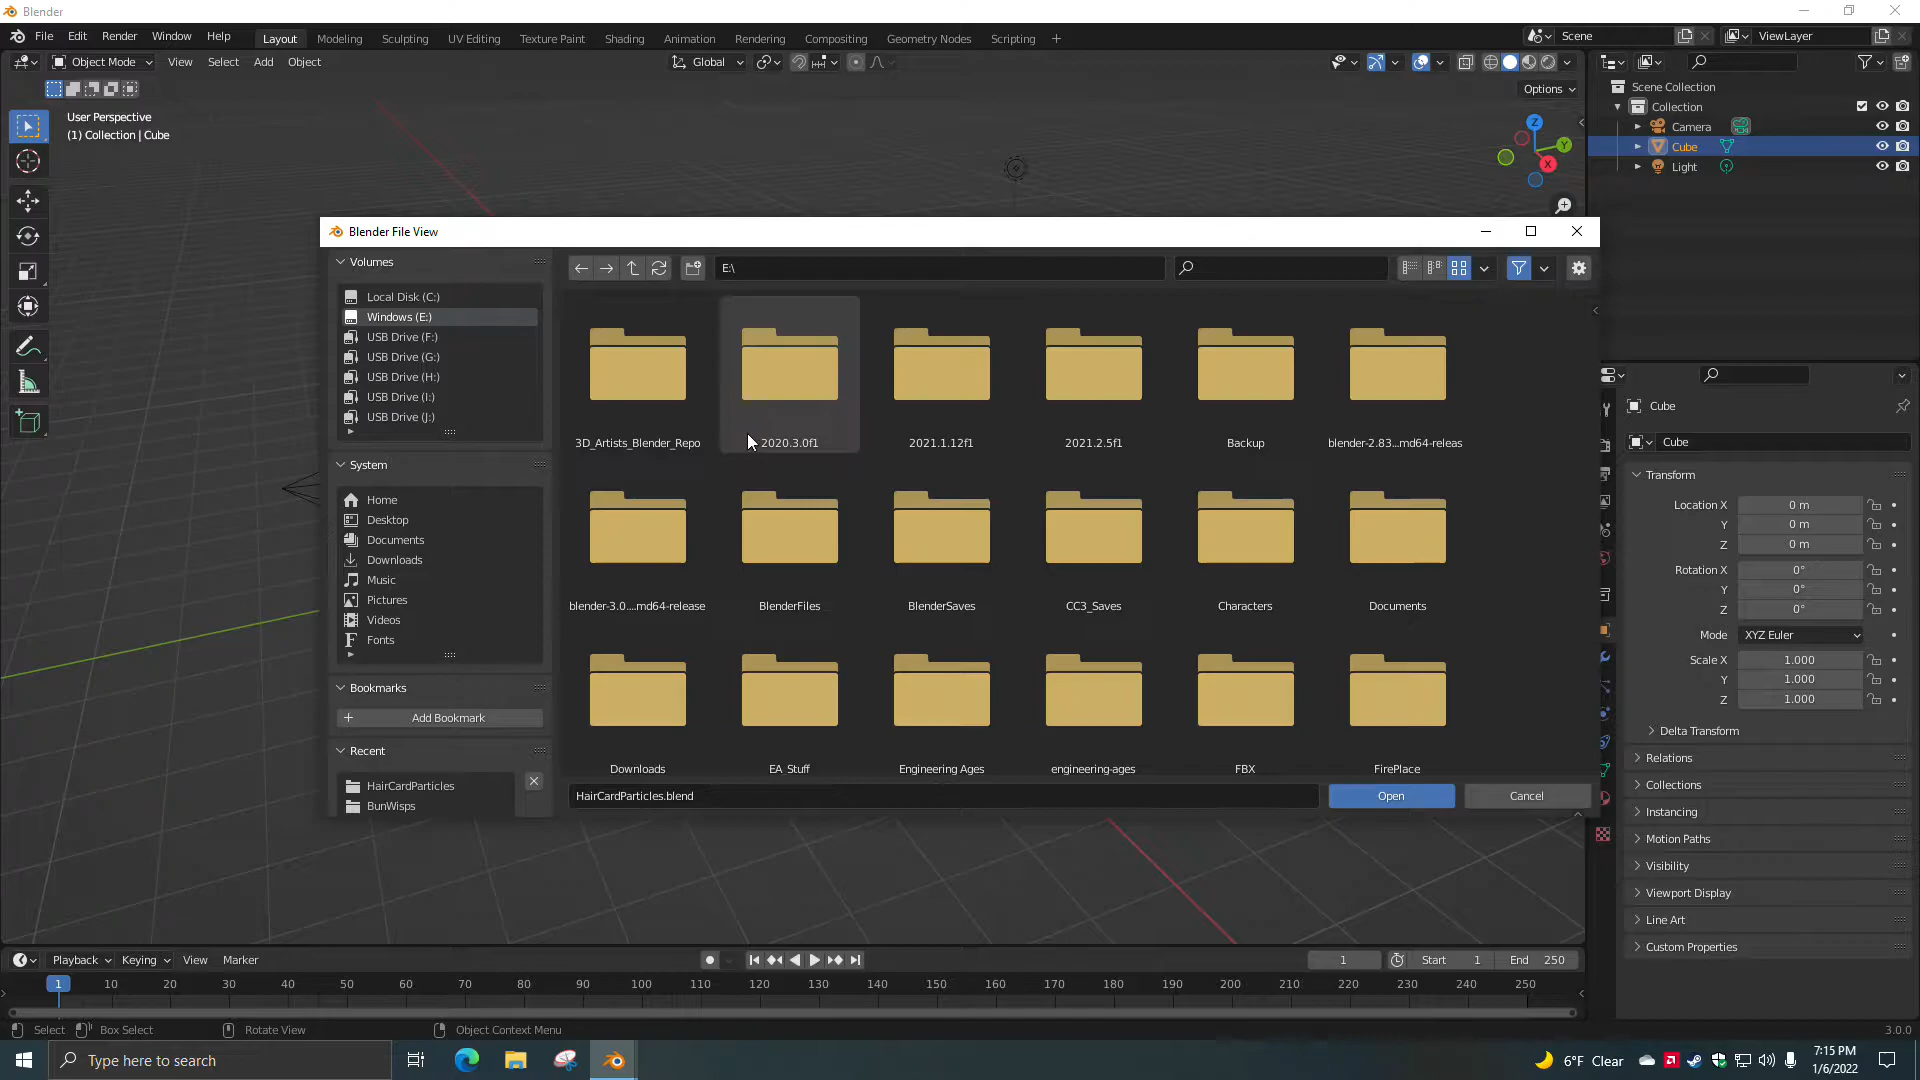 Blender
File Edit Render Window Help Layout Modeling Sculpting UV Editing Texture Paint Shading Animation Rendering Compositing Geometry Nodes Scripting + Scene ViewLayer
Object Mode View Select Add Object Global
Options
User Perspective
(1) Collection | Cube
Z
Y
X
Scene Collection
Collection
Camera
Cube
Light
Blender File View
Volumes
Local Disk (C:)
Windows (E:)
USB Drive (F:)
USB Drive (G:)
USB Drive (H:)
USB Drive (I:)
USB Drive (J:)
System
Home
Desktop
Documents
Downloads
Music
Pictures
Videos
Fonts
Bookmarks
+ Add Bookmark
Recent
HairCardParticles
BunWisps
E:\
3D_Artists_Blender_Repo 2020.3.0f1 2021.1.12f1 2021.2.5f1 Backup blender-2.83...md64-releas
blender-3.0....md64-release BlenderFiles BlenderSaves CC3_Saves Characters Documents
Downloads EA_Stuff Engineering Ages engineering-ages FBX FirePlace
HairCardParticles.blend Open Cancel
Cube
Cube
Transform
Location X 0 m
Y 0 m
Z 0 m
Rotation X 0°
Y 0°
Z 0°
Mode XYZ Euler
Scale X 1.000
Y 1.000
Z 1.000
Delta Transform
Relations
Collections
Instancing
Motion Paths
Visibility
Viewport Display
Line Art
Custom Properties
Playback Keying View Marker 1 Start 1 End 250
1 10 20 30 40 50 60 70 80 90 100 110 120 130 140 150 160 170 180 190 200 210 220 230 240 250
Select Box Select Rotate View Object Context Menu 3.0.0
Type here to search 6°F Clear 7:15 PM
1/6/2022